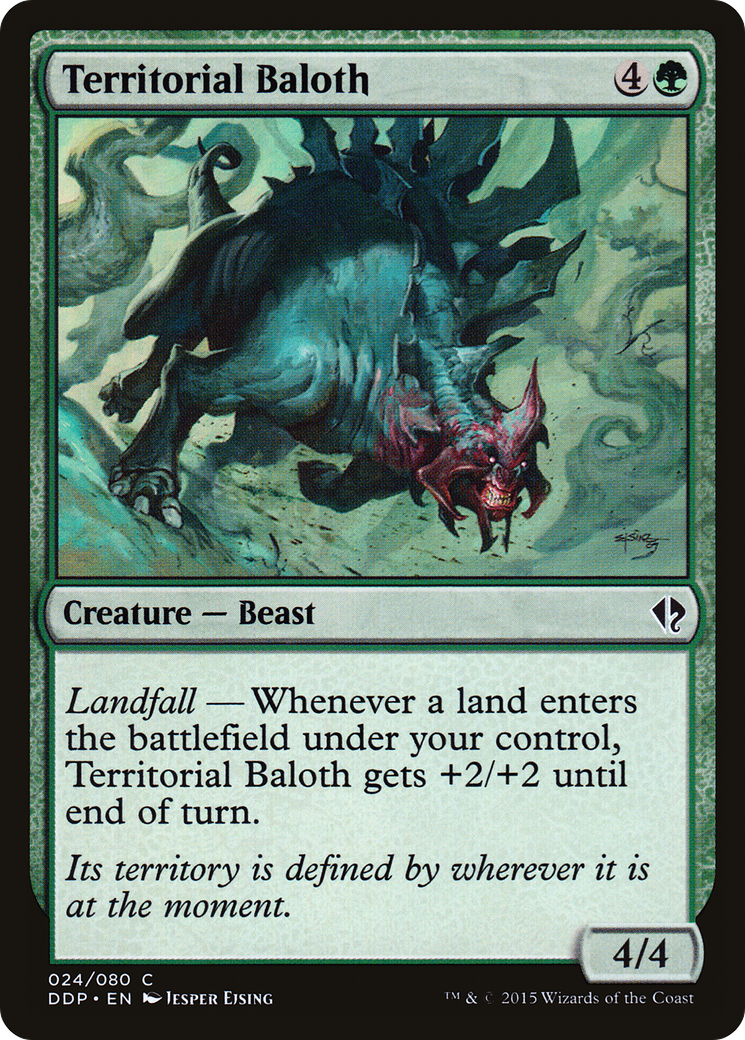 Territorial Baloth 4
Creature — Beast
Landfall — Whenever a land enters
the battlefield under your control,
Territorial Baloth gets +2/+2 until
end of turn.
Its territory is defined by wherever it is
at the moment.
4/4
024/080 C
DDP • EN Jesper Ejsing
™ & © 2015 Wizards of the Coast